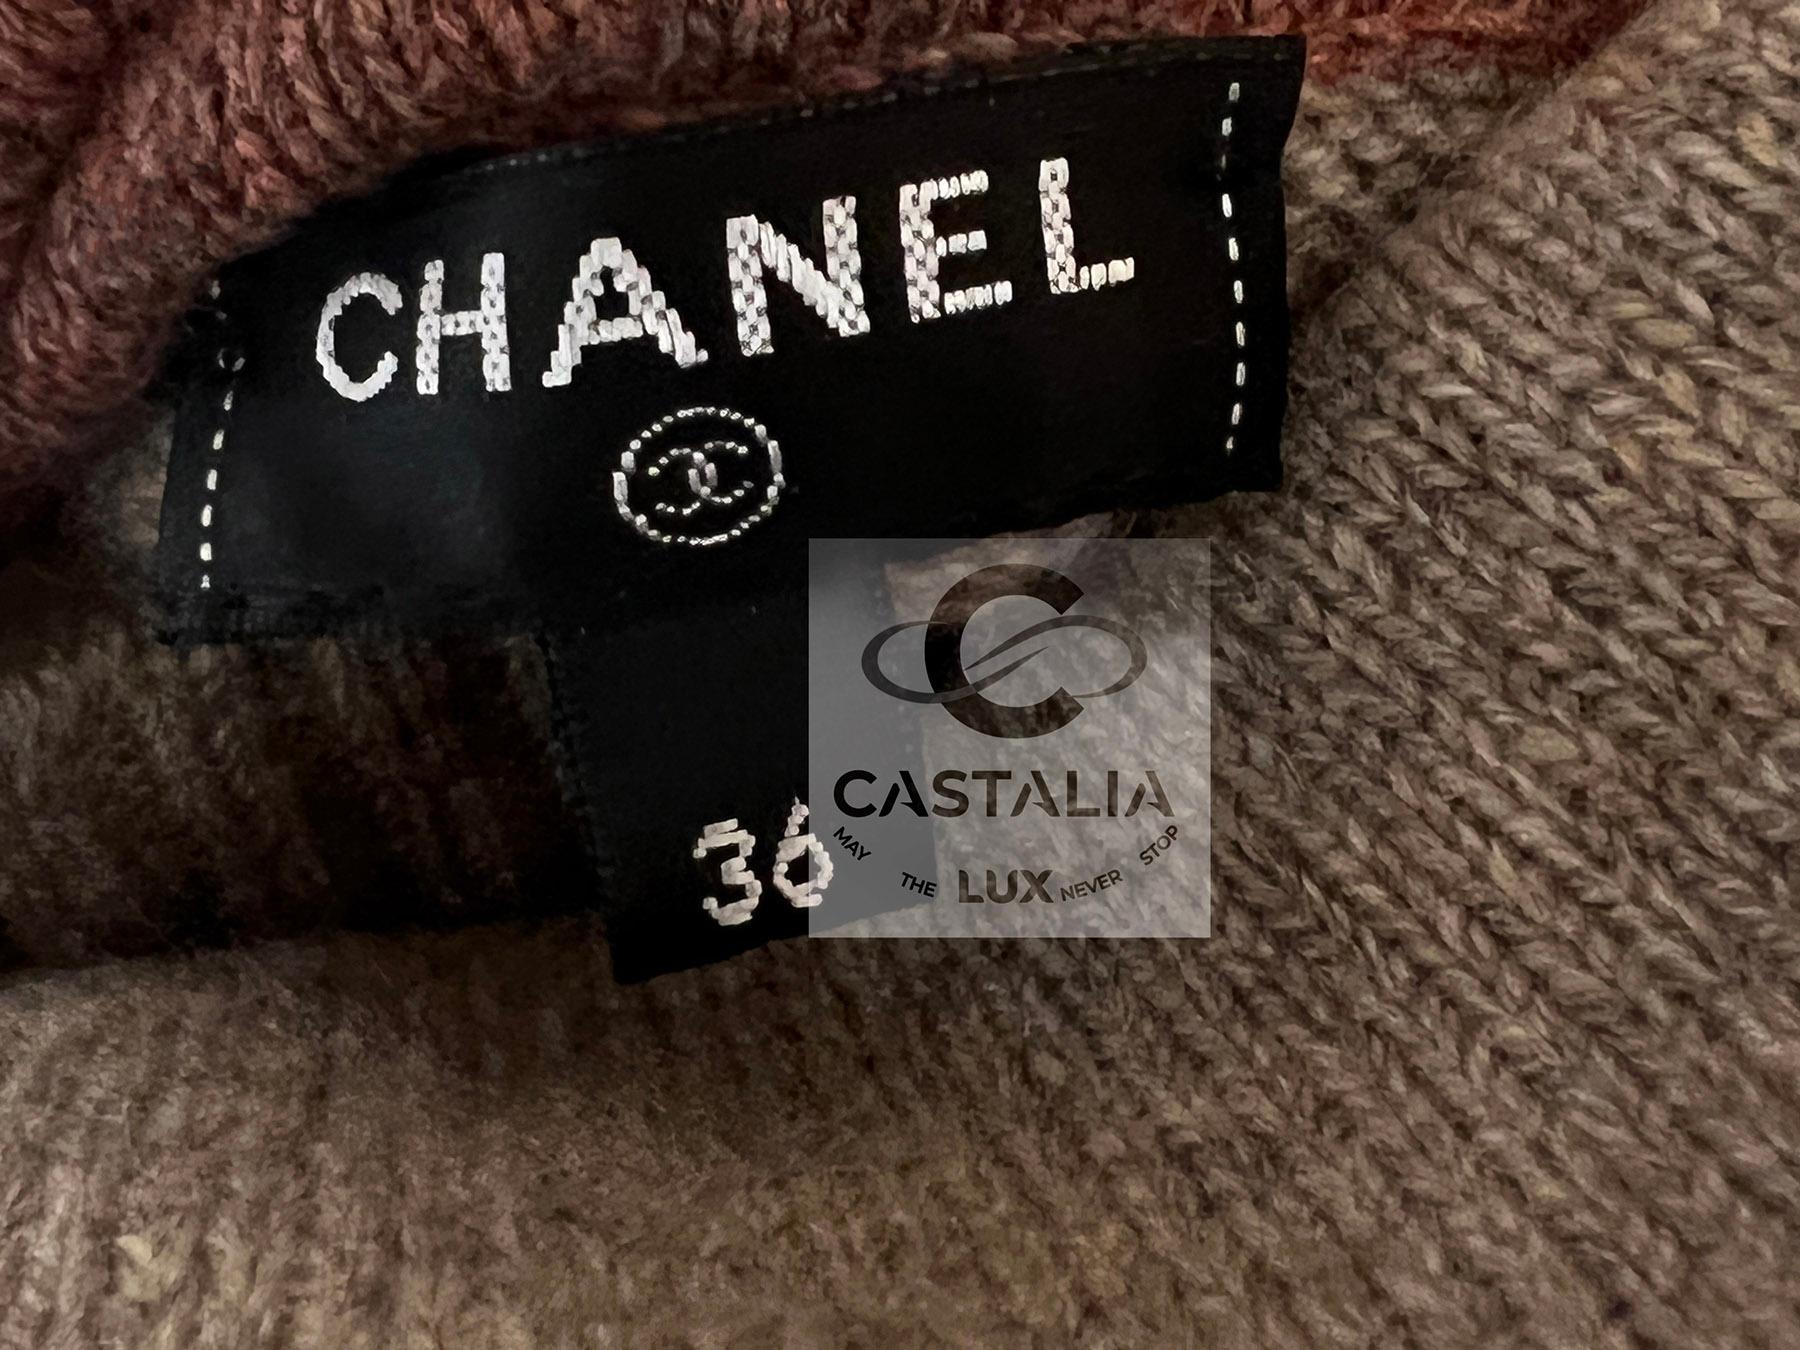 CHANEL
36
CASTALIA
MAY THE LUX NEVER STOP